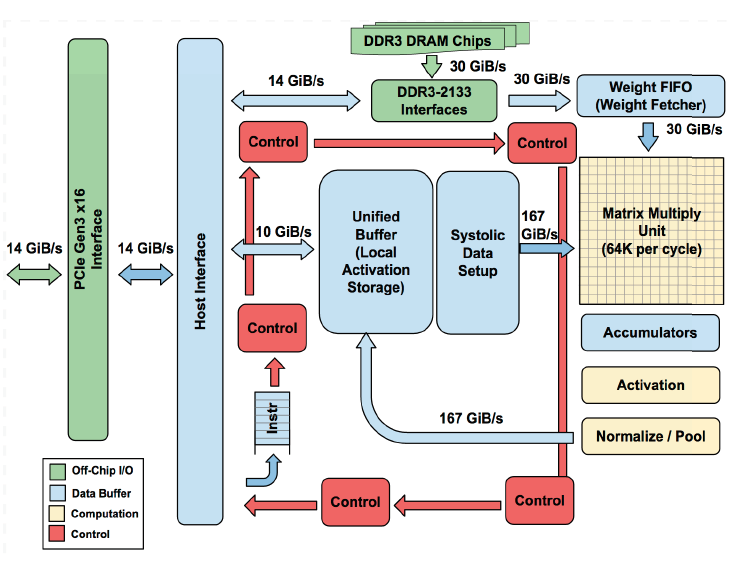 DDR3 DRAM Chips
30 GiB/s
14 GiB/s
DDR3-2133
Interfaces
30 GiB/s
Weight FIFO
(Weight Fetcher)
30 GiB/s
Control
Control
PCIe Gen3 x16
Interface
14 GiB/s
14 GiB/s
Host Interface
10 GiB/s
Unified
Buffer
(Local
Activation
Storage)
Systolic
Data
Setup
167
GiB/s
Matrix Multiply
Unit
(64K per cycle)
Control
Accumulators
Activation
Instr
167 GiB/s
Normalize / Pool
Off-Chip I/O
Data Buffer
Computation
Control
Control
Control